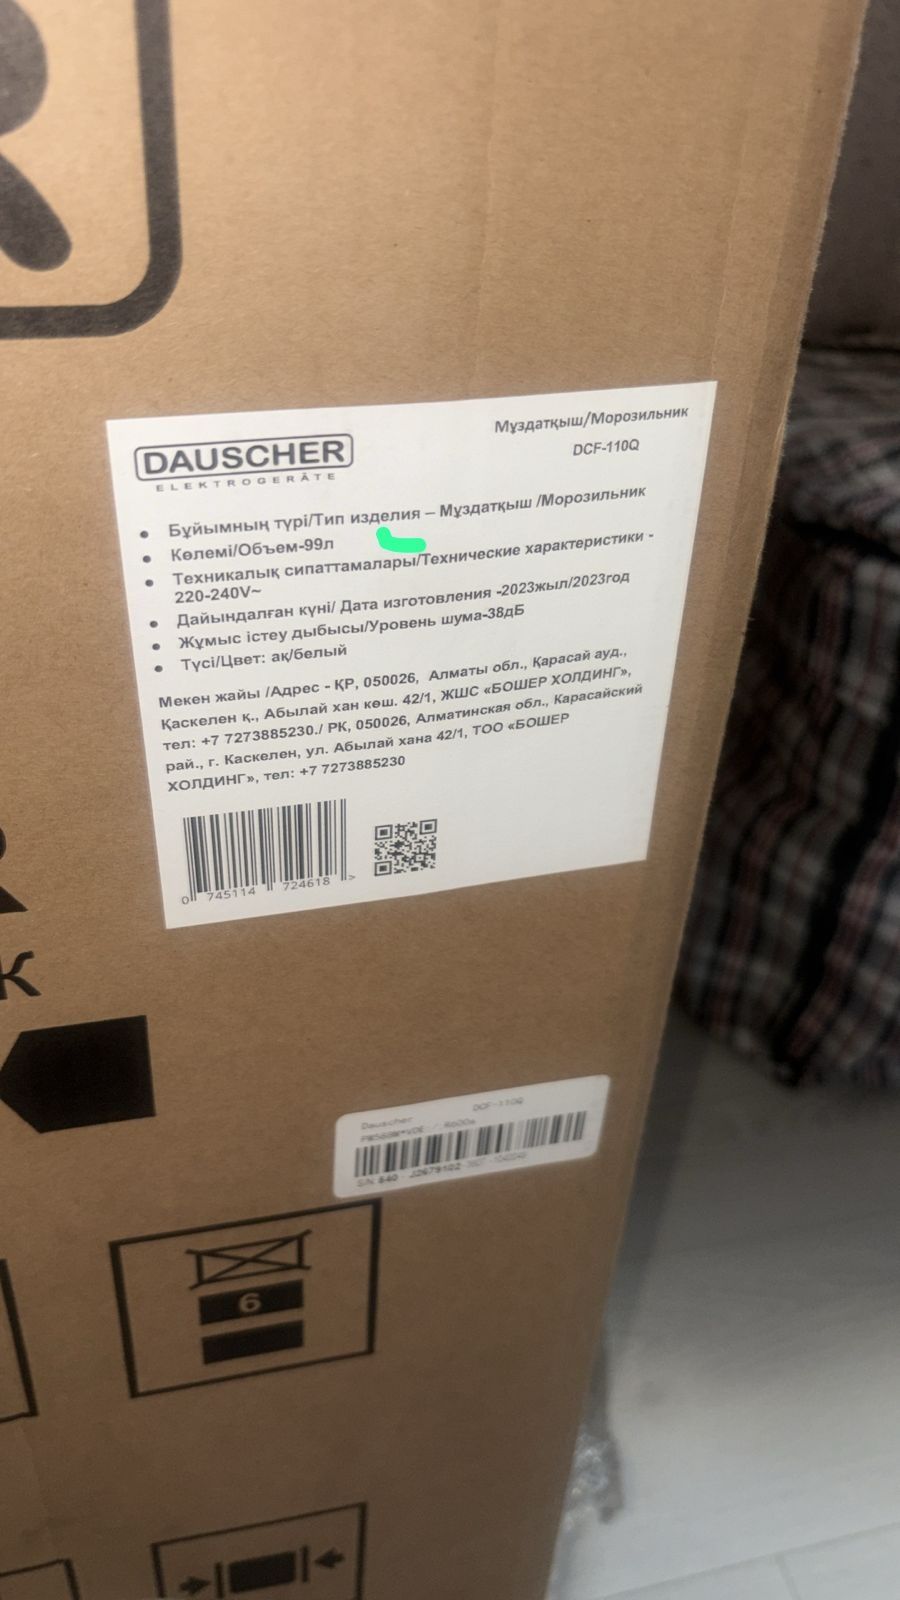 DAUSCHER
ELEKTROGERÄTE
Мұздатқыш/Морозильник
DCF-110Q
• Бұйымның түрі/Тип изделия – Мұздатқыш /Морозильник
• Көлемі/Объем-99л
• Техникалық сипаттамалары/Технические характеристики -
220-240V~
• Дайындалған күні/ Дата изготовления -2023жыл/2023год
• Жұмыс істеу дыбысы/Уровень шума-38дБ
• Түсі/Цвет: ақ/белый
Мекен жайы /Адрес - ҚР, 050026, Алматы обл., Қарасай ауд.,
Қаскелен қ., Абылай хан көш. 42/1, ЖШС «БОШЕР ХОЛДИНГ»,
тел: +7 7273885230./ РК, 050026, Алматинская обл., Карасайский
рай., г. Каскелен, ул. Абылай хана 42/1, ТОО «БОШЕР
ХОЛДИНГ», тел: +7 7273885230
0 745114 724618 >
Dauscher DCF-110Q
S/N
6